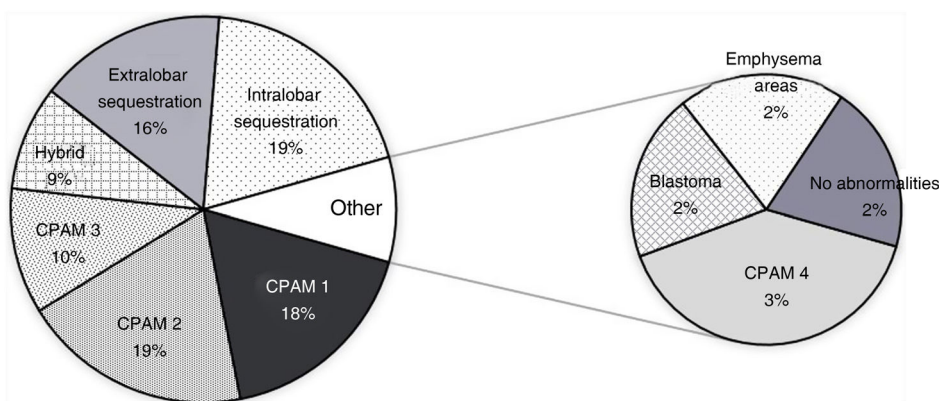 Extralobar
sequestration
16%
Intralobar
sequestration
19%
Hybrid
9%
CPAM 3
10%
CPAM 2
19%
CPAM 1
18%
Other
Emphysema
areas
2%
No abnormalities
2%
Blastoma
2%
CPAM 4
3%